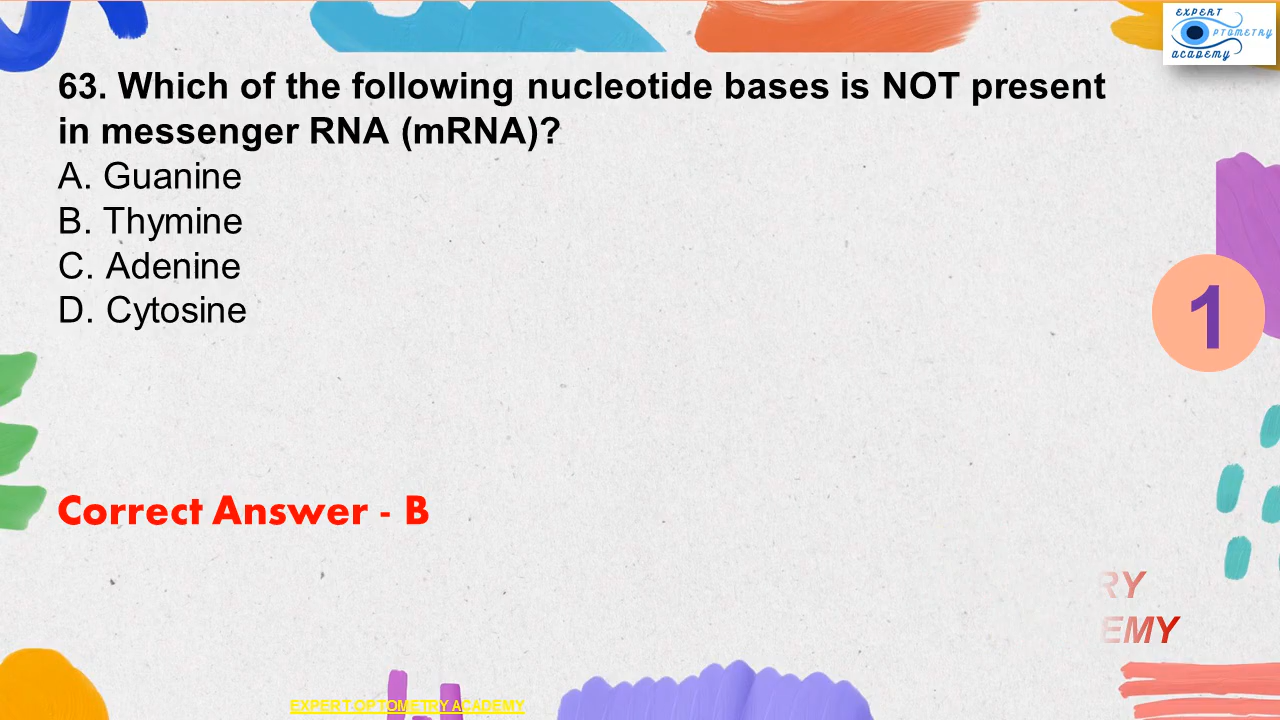 EXPERT
PTOMETRY
academy
63. Which of the following nucleotide bases is NOT present
in messenger RNA (mRNA)?
A. Guanine
B. Thymine
C. Adenine
D. Cytosine
1
Correct Answer - B
RY
EMY
EXPERT OPTOMETRY ACADEMY